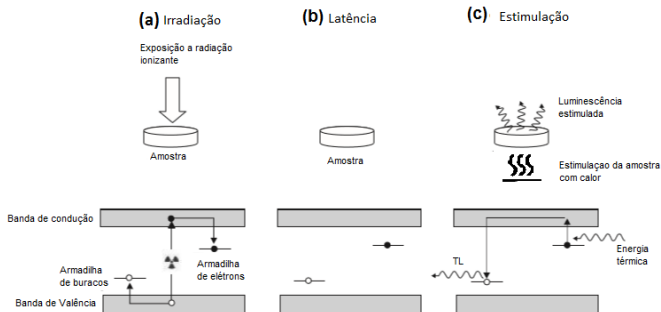 (a) Irradiação
Exposição a radiação
ionizante
Amostra
Banda de condução
Armadilha
de elétrons
Armadilha
de buracos
Banda de Valência
(b) Latência
Amostra
(c) Estimulação
Luminescência
estimulada
Estimulaçao da amostra
com calor
TL
Energia
térmica